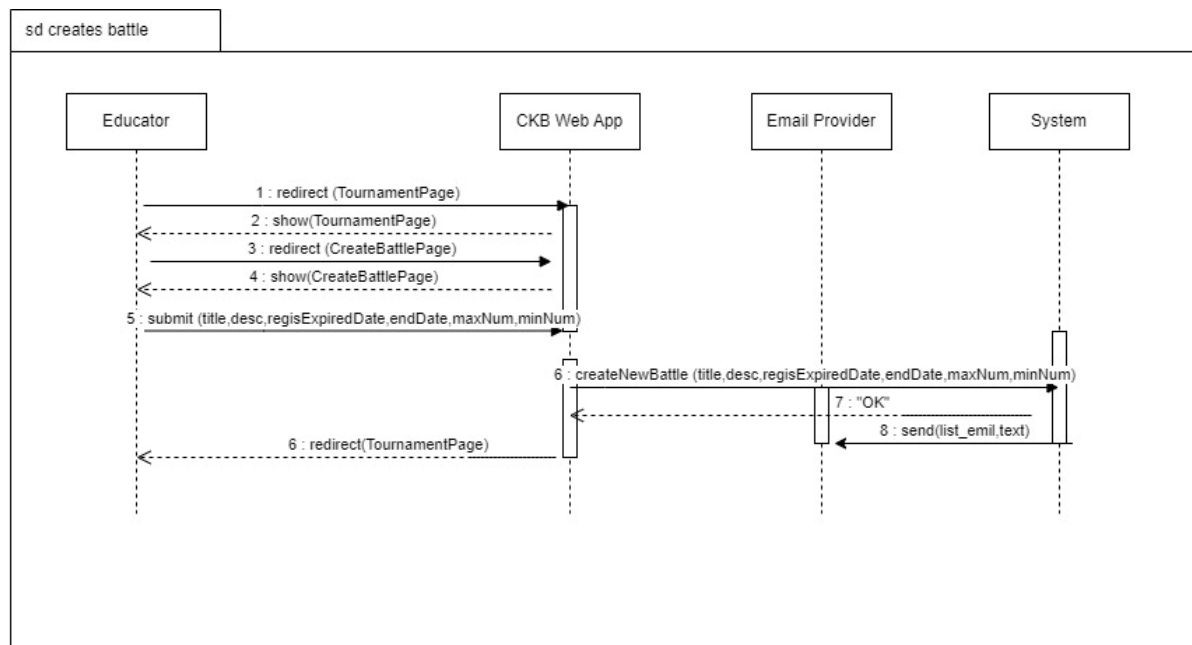 sd creates battle
Educator
CKB Web App
Email Provider
System
1 : redirect (TournamentPage)
2 : show(TournamentPage)
3 : redirect (CreateBattlePage)
4 : show(CreateBattlePage)
5 : submit (title,desc,regisExpiredDate,endDate,maxNum,minNum)
6 : createNewBattle (title,desc,regisExpiredDate,endDate,maxNum,minNum)
7 : "OK"
8 : send(list_emil,text)
6 : redirect(TournamentPage)